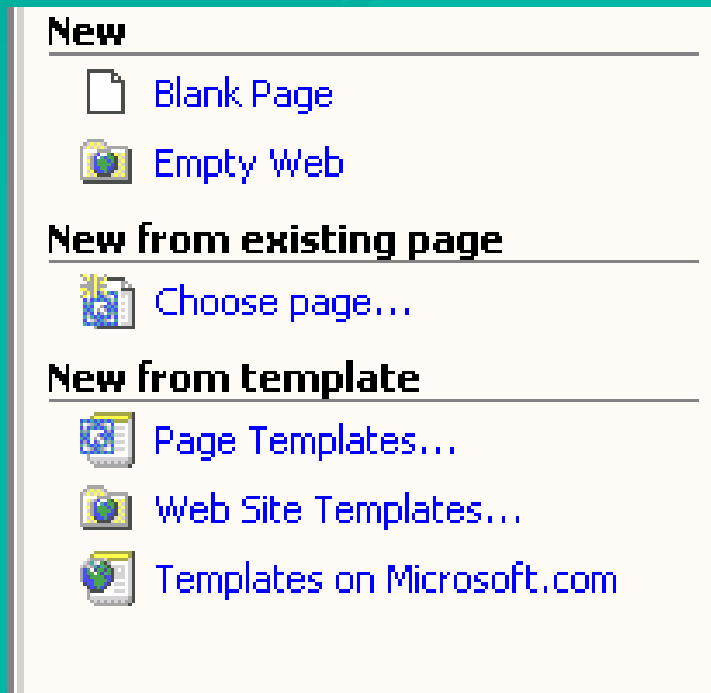 New
Blank Page
Empty Web
New from existing page
Choose page...
New from template
Page Templates...
Web Site Templates...
Templates on Microsoft.com